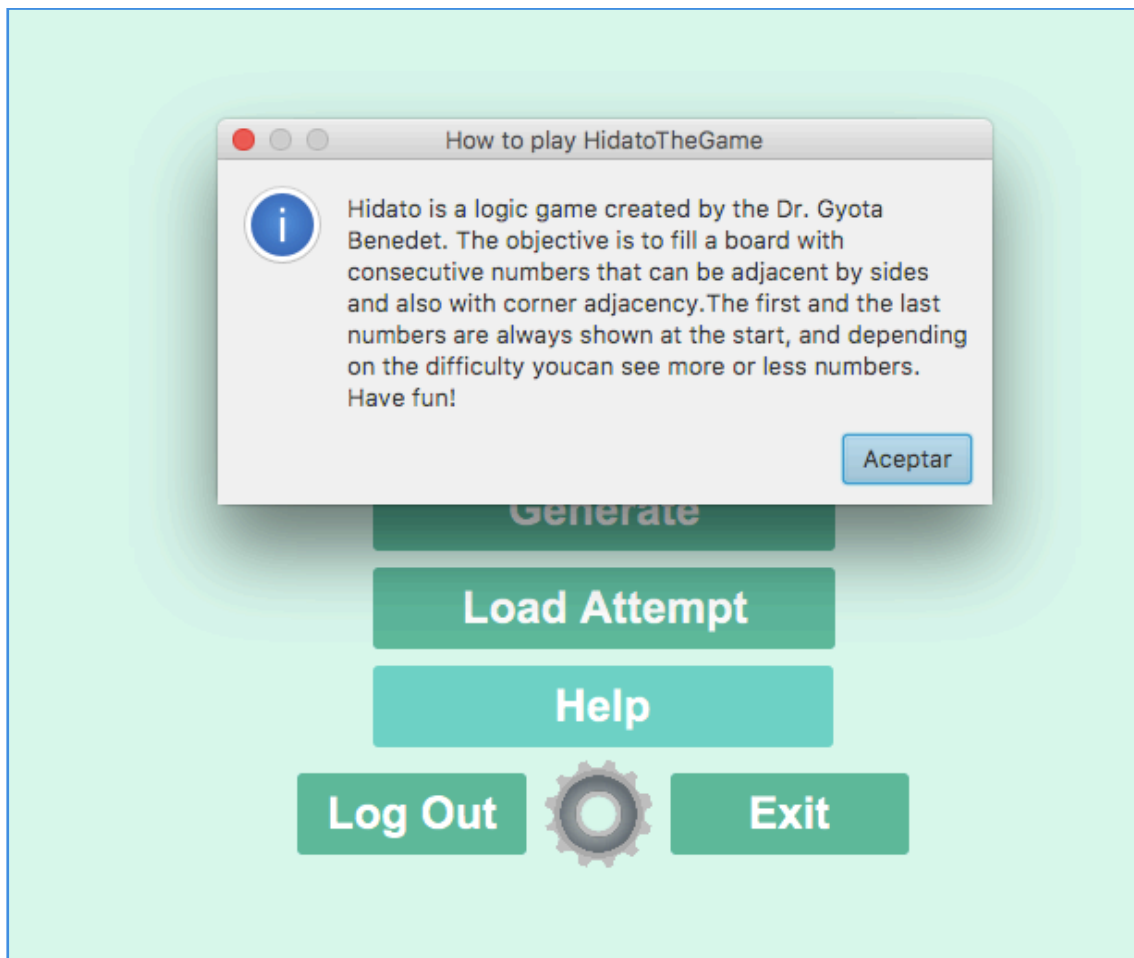 How to play HidatoTheGame
Hidato is a logic game created by the Dr. Gyota
Benedet. The objective is to fill a board with
consecutive numbers that can be adjacent by sides
and also with corner adjacency.The first and the last
numbers are always shown at the start, and depending
on the difficulty youcan see more or less numbers.
Have fun!
Aceptar
Generate
Load Attempt
Help
Log Out
Exit